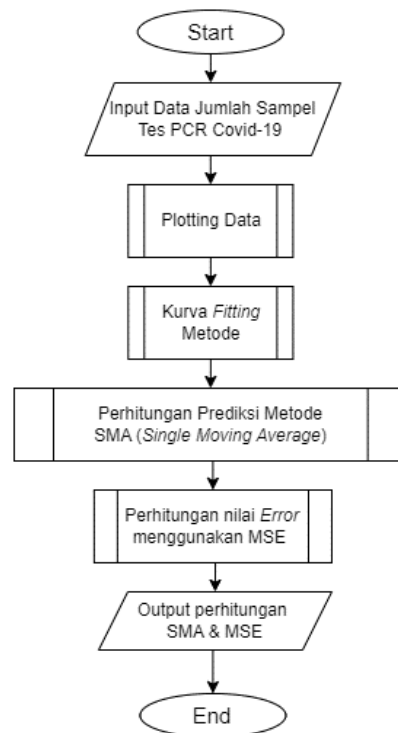 Start
Input Data Jumlah Sampel
Tes PCR Covid-19
Plotting Data
Kurva Fitting
Metode
Perhitungan Prediksi Metode
SMA (Single Moving Average)
Perhitungan nilai Error
menggunakan MSE
Output perhitungan
SMA & MSE
End